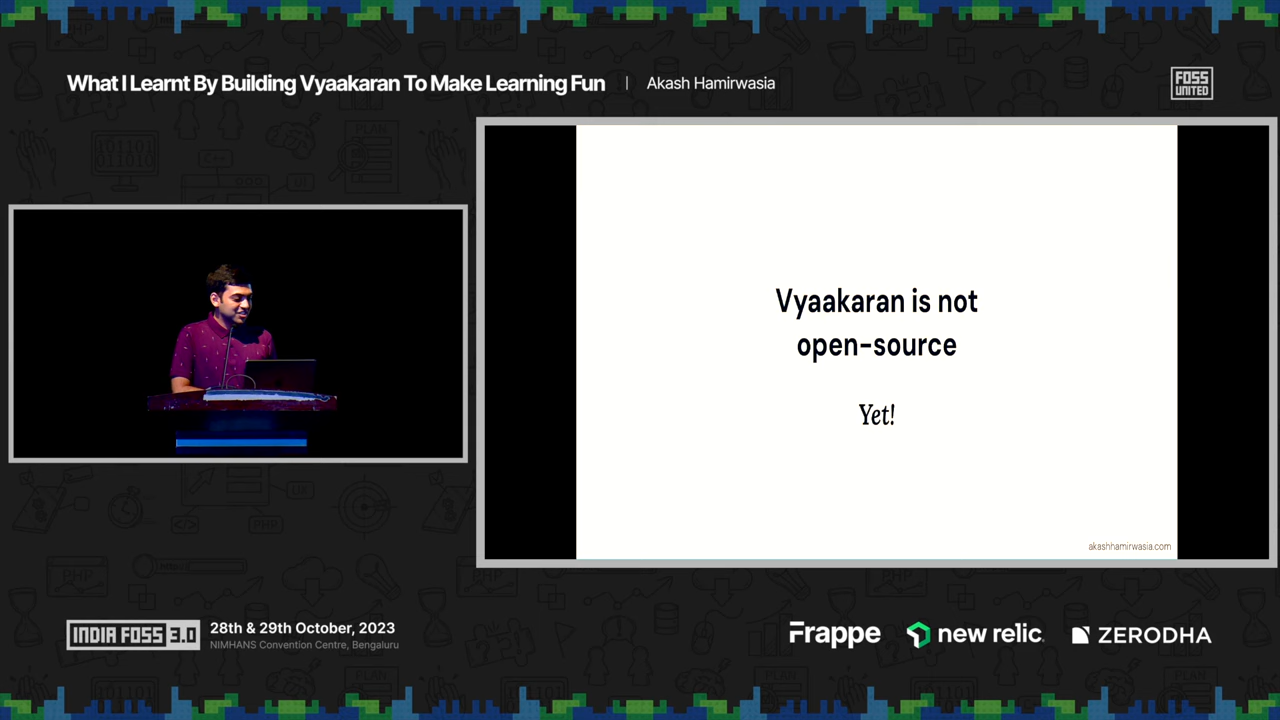 What I Learnt By Building Vyaakaran To Make Learning Fun | Akash Hamirwasia
FOSS
UNITED
Vyaakaran is not
open-source
Yet!
akashhamirwasia.com
INDIA FOSS 3.0
28th & 29th October, 2023
NIMHANS Convention Centre, Bengaluru
Frappe
new relic
ZERODHA